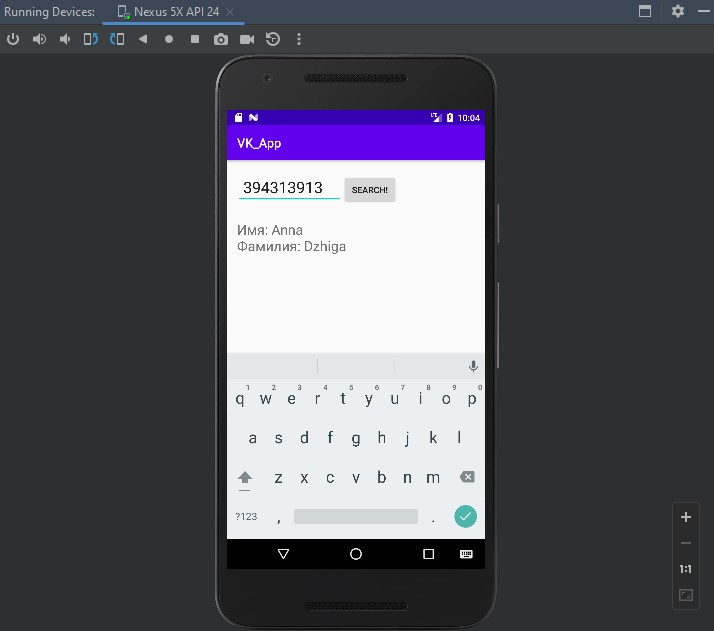 Running Devices: Nexus 5X API 24
10:04
VK_App
394313913 SEARCH!
Имя: Anna
Фамилия: Dzhiga
1 2 3 4 5 6 7 8 9 0
q w e r t y u i o p
a s d f g h j k l
z x c v b n m
?123 , .
1:1